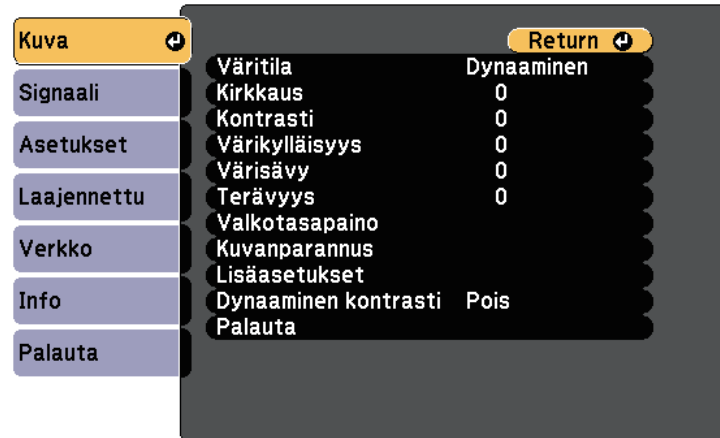 Kuva
Signaali
Asetukset
Laajennettu
Verkko
Info
Palauta
Return
Väritila Dynaaminen
Kirkkaus 0
Kontrasti 0
Värikylläisyys 0
Värisävy 0
Terävyys 0
Valkotasapaino
Kuvanparannus
Lisäasetukset
Dynaaminen kontrasti Pois
Palauta